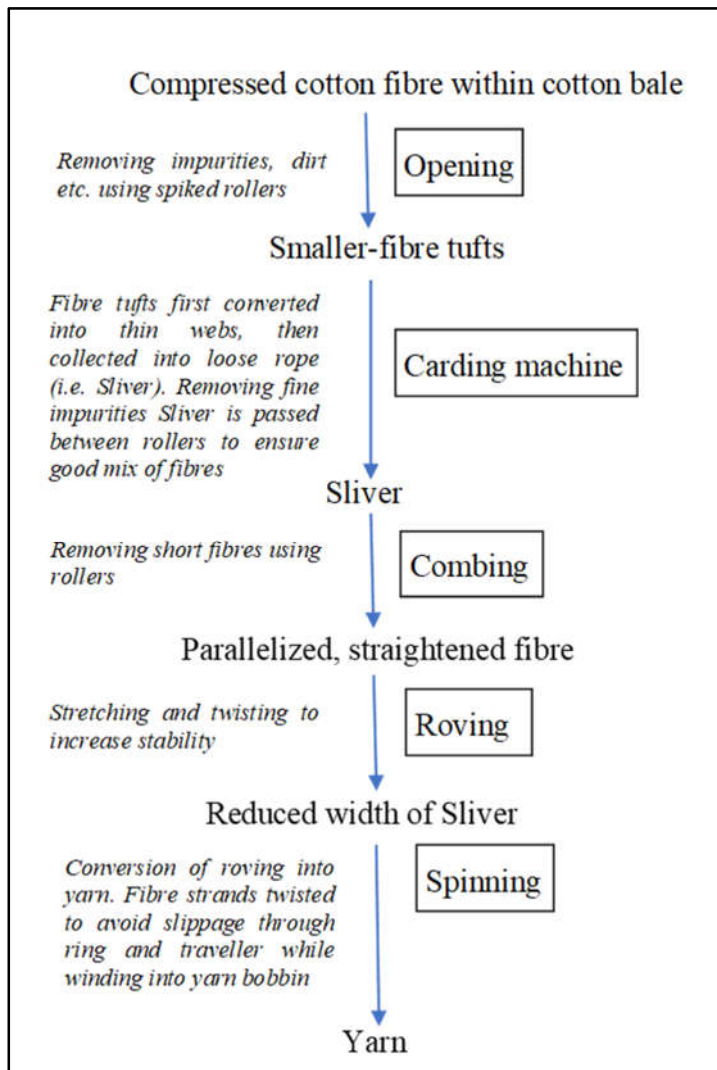 Compressed cotton fibre within cotton bale
Removing impurities, dirt
etc. using spiked rollers
Opening
Smaller-fibre tufts
Fibre tufts first converted
into thin webs, then
collected into loose rope
(i.e. Sliver). Removing fine
impurities Sliver is passed
between rollers to ensure
good mix of fibres
Carding machine
Sliver
Removing short fibres using
rollers
Combing
Parallelized, straightened fibre
Stretching and twisting to
increase stability
Roving
Reduced width of Sliver
Conversion of roving into
yarn. Fibre strands twisted
to avoid slippage through
ring and traveller while
winding into yarn bobbin
Spinning
Yarn